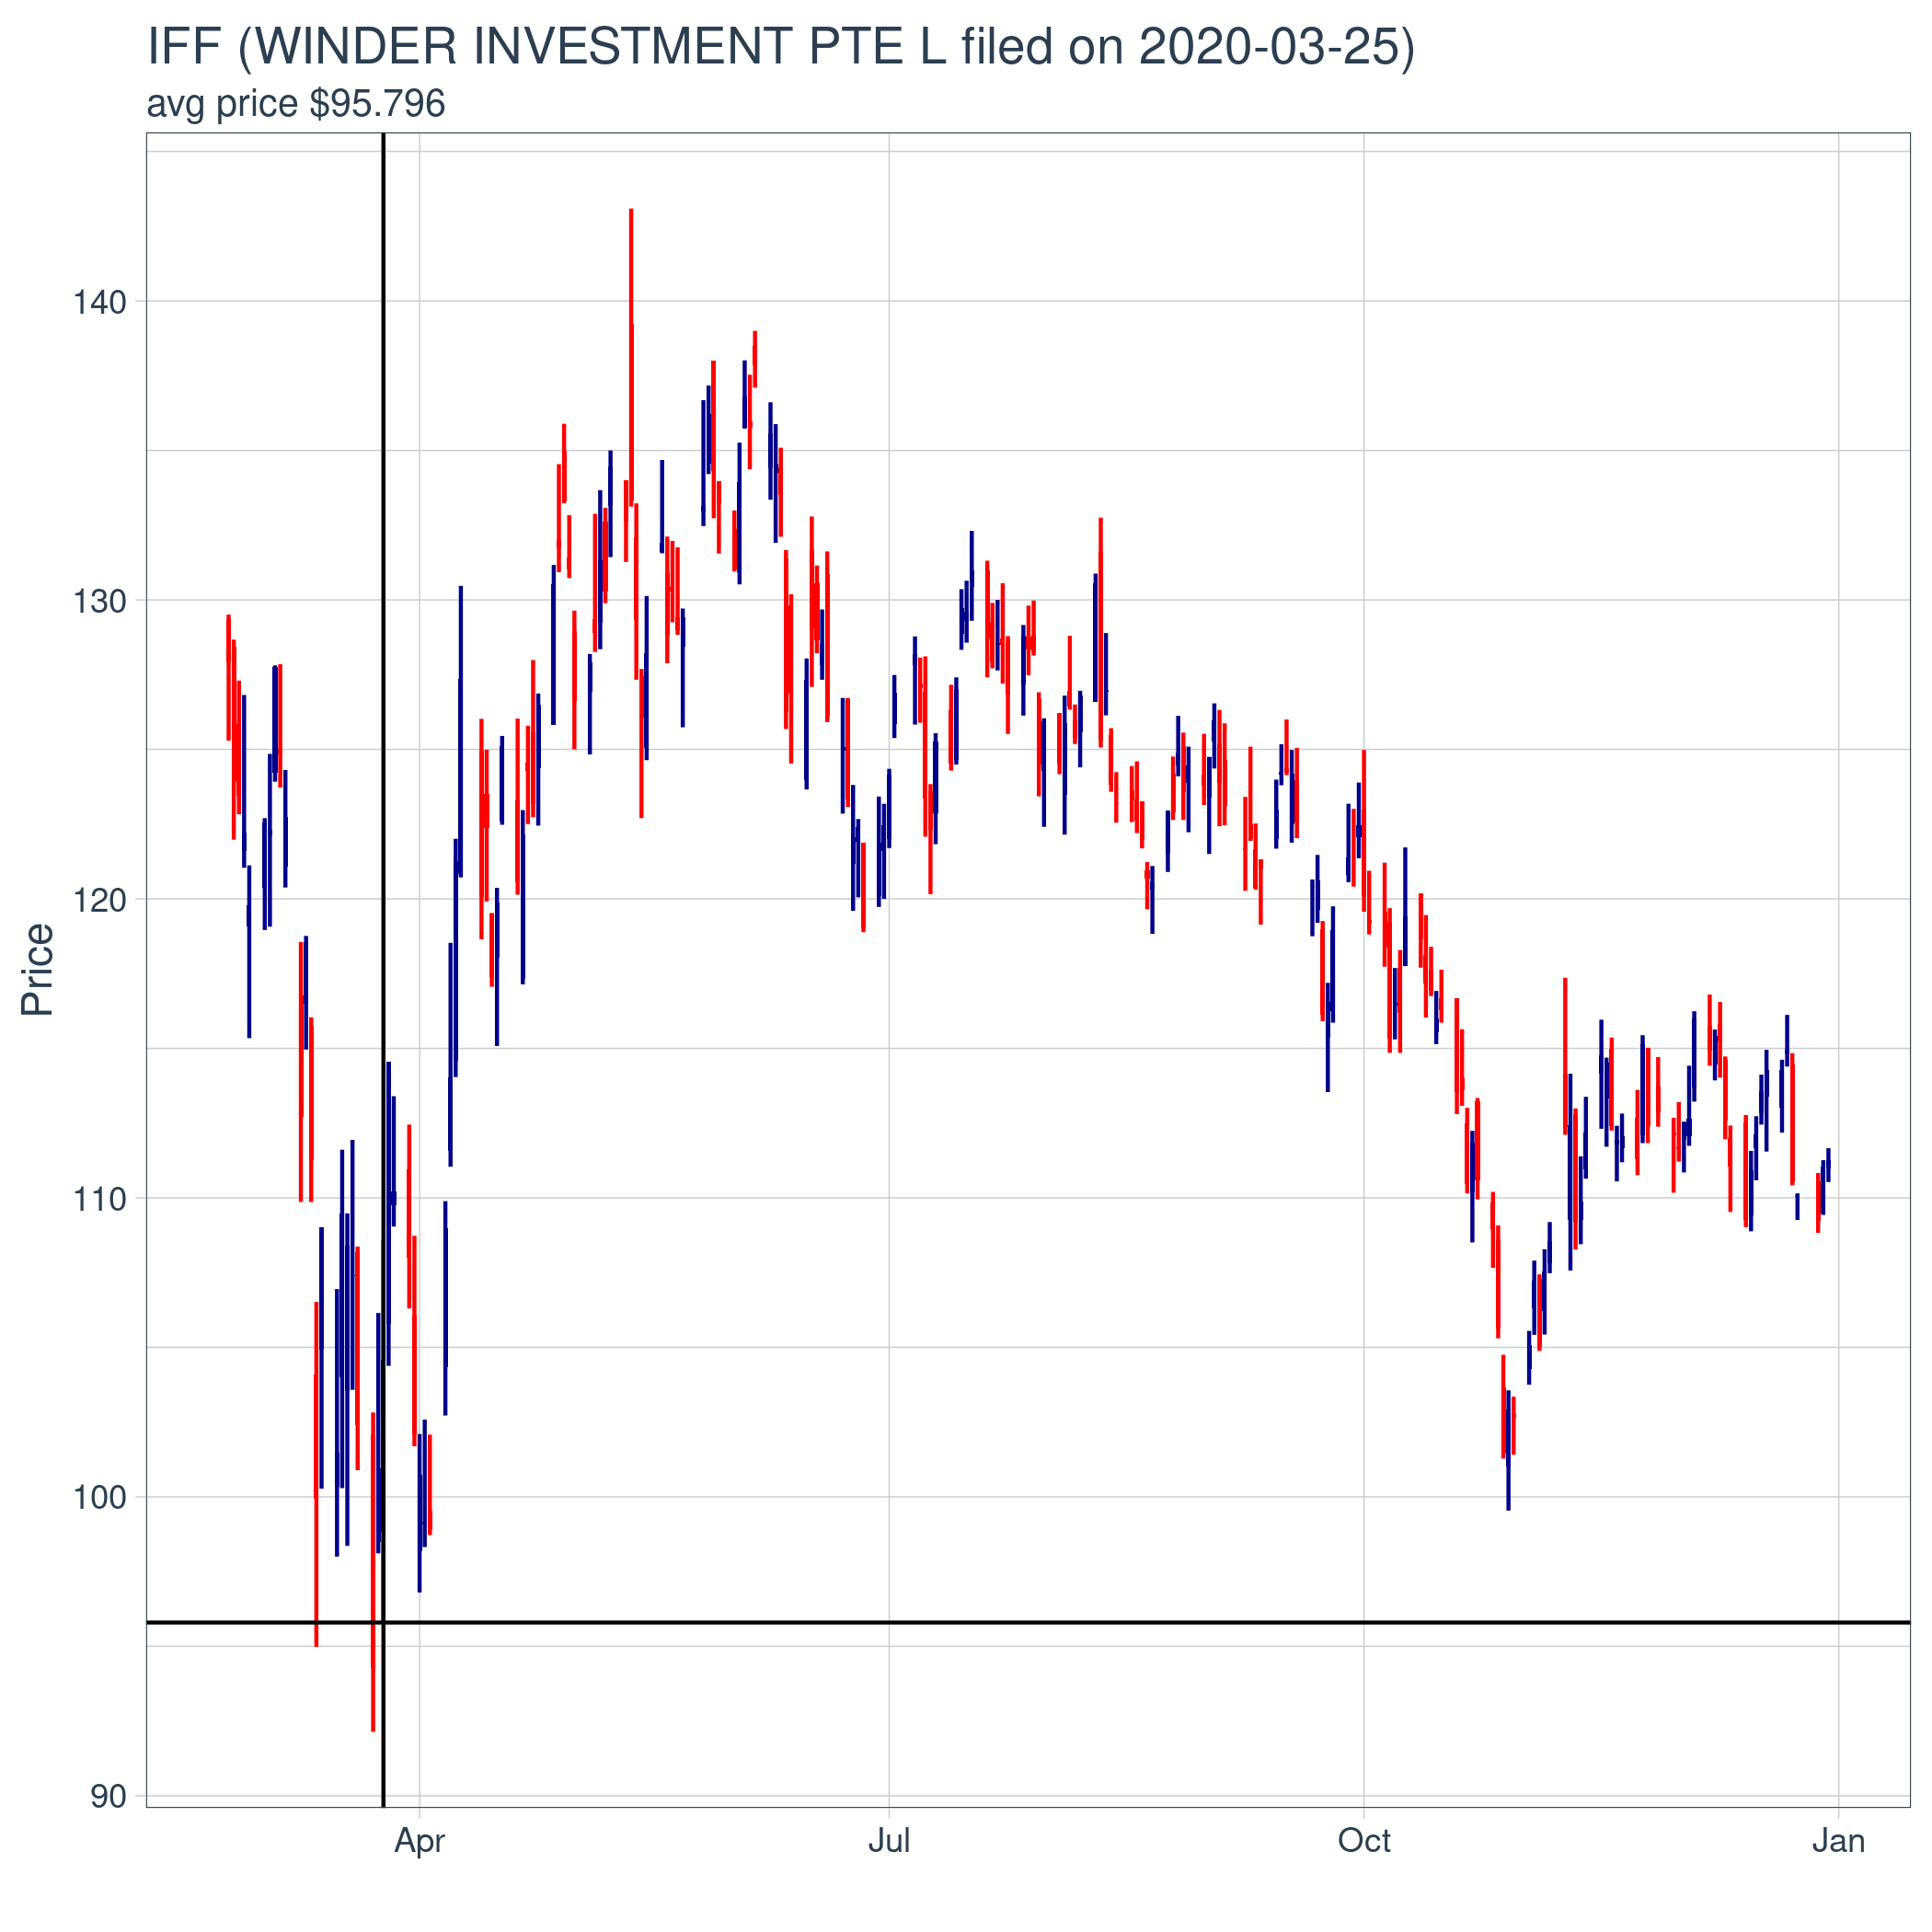 IFF (WINDER INVESTMENT PTE L filed on 2020-03-25)
avg price $95.796
140
130
120
110
100
90
Price
Apr Jul Oct Jan